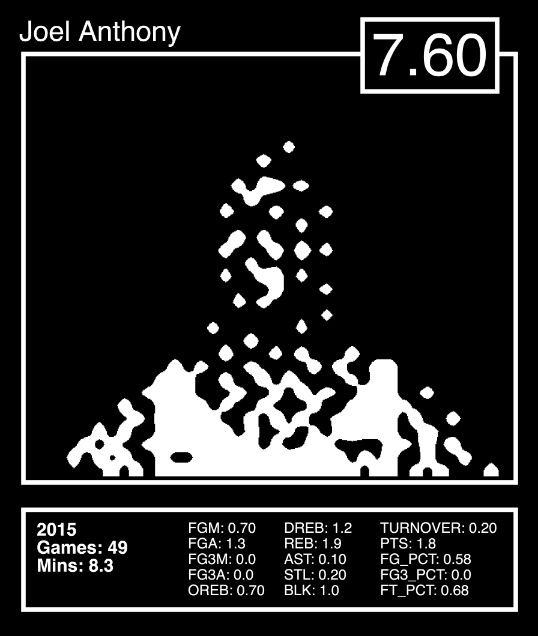 Joel Anthony
7.60
2015
Games: 49
Mins: 8.3
FGM: 0.70
FGA: 1.3
FG3M: 0.0
FG3A: 0.0
OREB: 0.70
DREB: 1.2
REB: 1.9
AST: 0.10
STL: 0.20
BLK: 1.0
TURNOVER: 0.20
PTS: 1.8
FG_PCT: 0.58
FG3_PCT: 0.0
FT_PCT: 0.68